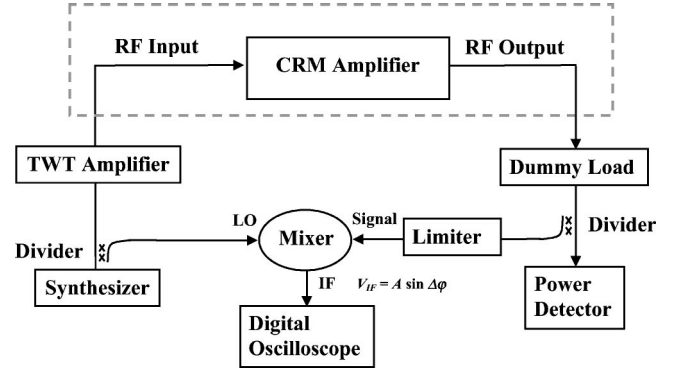 RF Input
CRM Amplifier
RF Output
TWT Amplifier
Dummy Load
LO
Signal
Divider
Mixer
Limiter
Divider
Synthesizer
IF
V_IF = A sin Δφ
Power
Detector
Digital
Oscilloscope